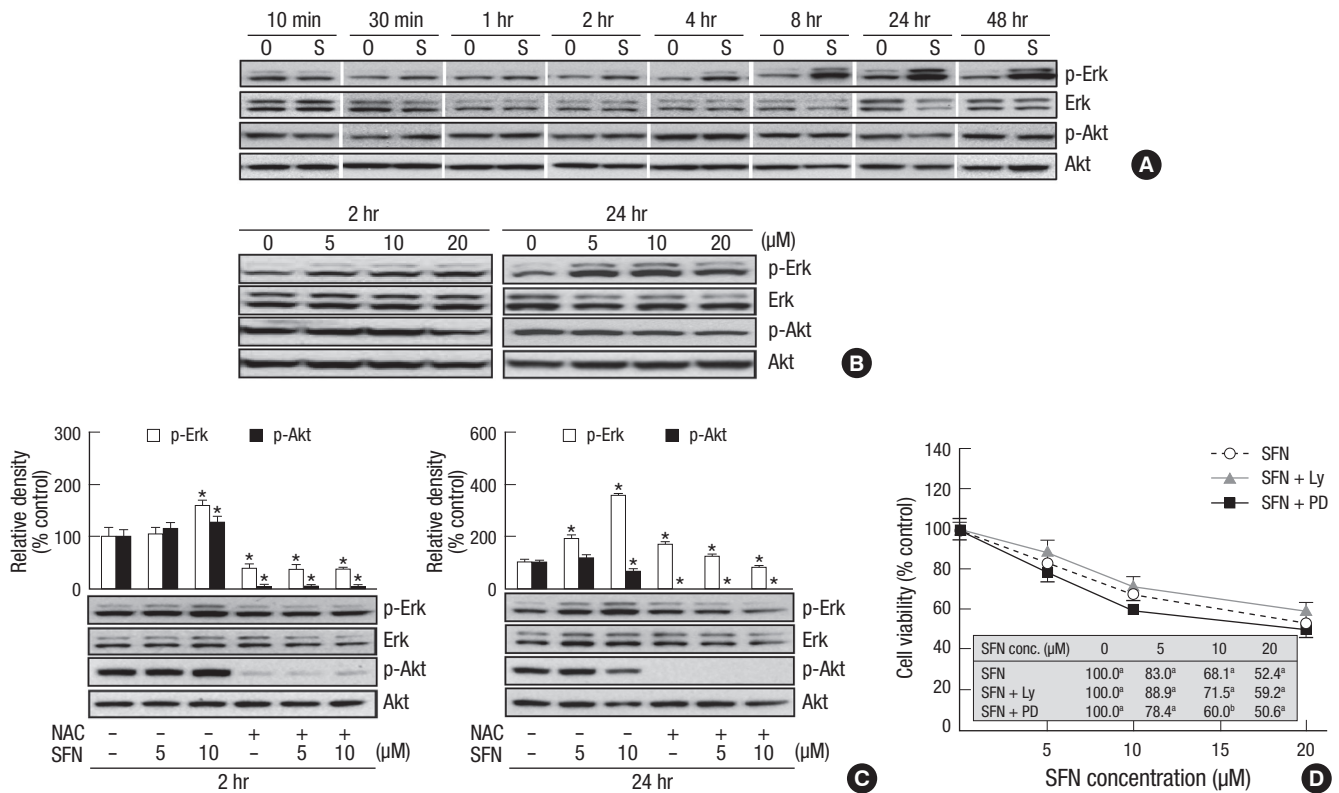 10 min 30 min 1 hr 2 hr 4 hr 8 hr 24 hr 48 hr
0 S 0 S 0 S 0 S 0 S 0 S 0 S 0 S
p-Erk
Erk
p-Akt
Akt
A
2 hr 24 hr
0 5 10 20 0 5 10 20 (µM)
p-Erk
Erk
p-Akt
Akt
B
Relative density
(% control)
300
200
100
0
p-Erk p-Akt
* * * * * * * *
p-Erk
Erk
p-Akt
Akt
NAC – – – + + +
SFN – 5 10 – 5 10 (µM)
2 hr
Relative density
(% control)
600
400
200
0
p-Erk p-Akt
* * * * * * * * *
p-Erk
Erk
p-Akt
Akt
– – – + + +
– 5 10 – 5 10 (µM)
24 hr
C
Cell viability (% control)
140
120
100
80
60
40
20
0
SFN
SFN + Ly
SFN + PD
SFN conc. (µM) 0 5 10 20
SFN 100.0ᵃ 83.0ᵃ 68.1ᵃ 52.4ᵃ
SFN + Ly 100.0ᵃ 88.9ᵃ 71.5ᵃ 59.2ᵃ
SFN + PD 100.0ᵃ 78.4ᵃ 60.0ᵇ 50.6ᵃ
5 10 15 20
SFN concentration (µM)
D